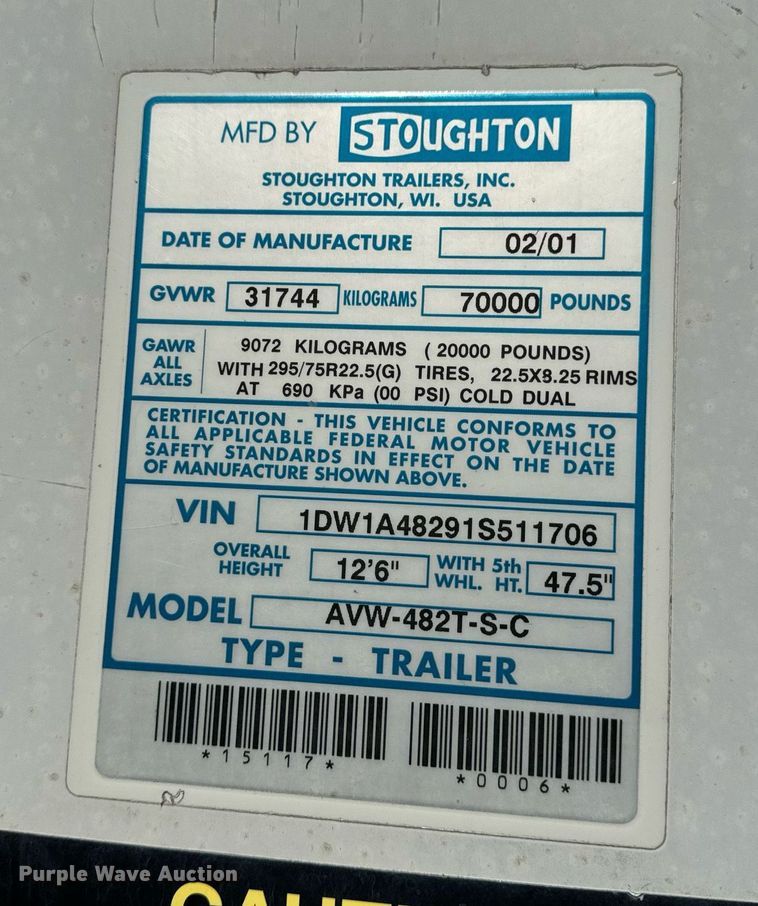 MFD BY STOUGHTON
STOUGHTON TRAILERS, INC.
STOUGHTON, WI. USA
DATE OF MANUFACTURE 02/01
GVWR 31744 KILOGRAMS 70000 POUNDS
GAWR ALL AXLES
9072 KILOGRAMS ( 20000 POUNDS)
WITH 295/75R22.5(G) TIRES, 22.5X8.25 RIMS
AT 690 KPa (00 PSI) COLD DUAL
CERTIFICATION - THIS VEHICLE CONFORMS TO
ALL APPLICABLE FEDERAL MOTOR VEHICLE
SAFETY STANDARDS IN EFFECT ON THE DATE
OF MANUFACTURE SHOWN ABOVE.
VIN 1DW1A48291S511706
OVERALL HEIGHT 12'6" WITH 5th WHL. HT. 47.5"
MODEL AVW-482T-S-C
TYPE - TRAILER
*15117*
*0006*
Purple Wave Auction